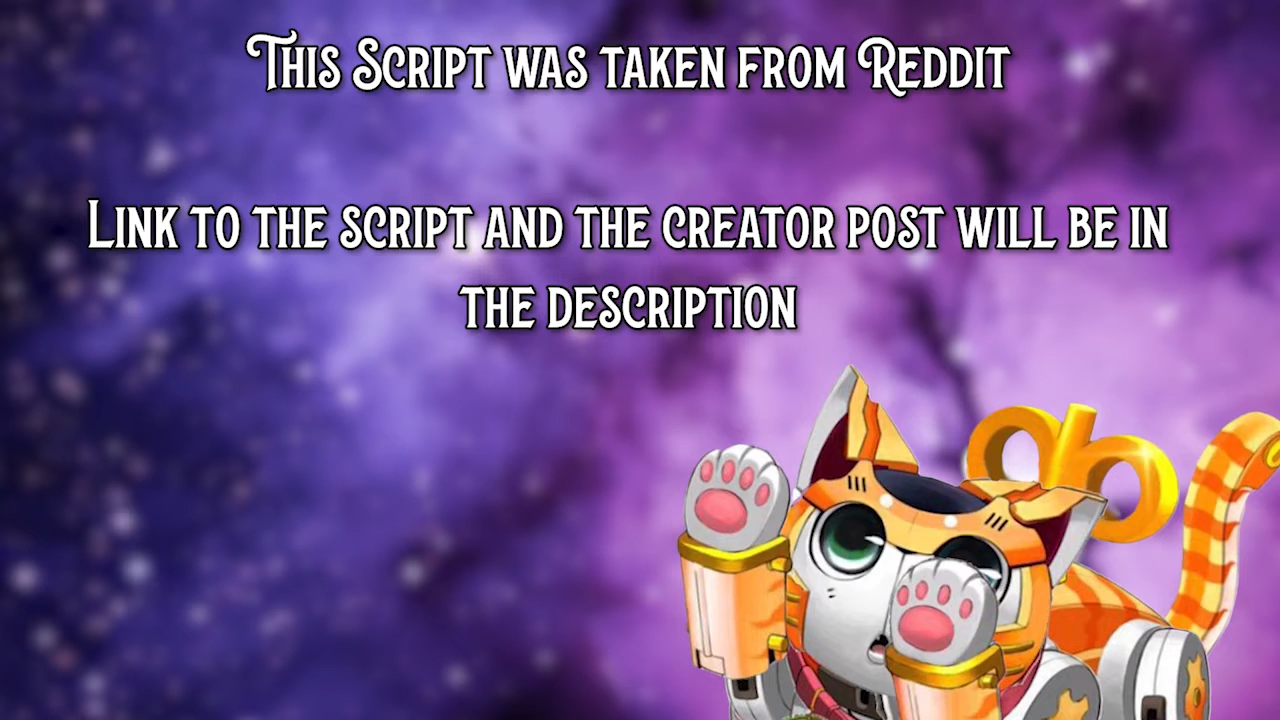 This Script was taken from Reddit
Link to the script and the creator post will be in
the description